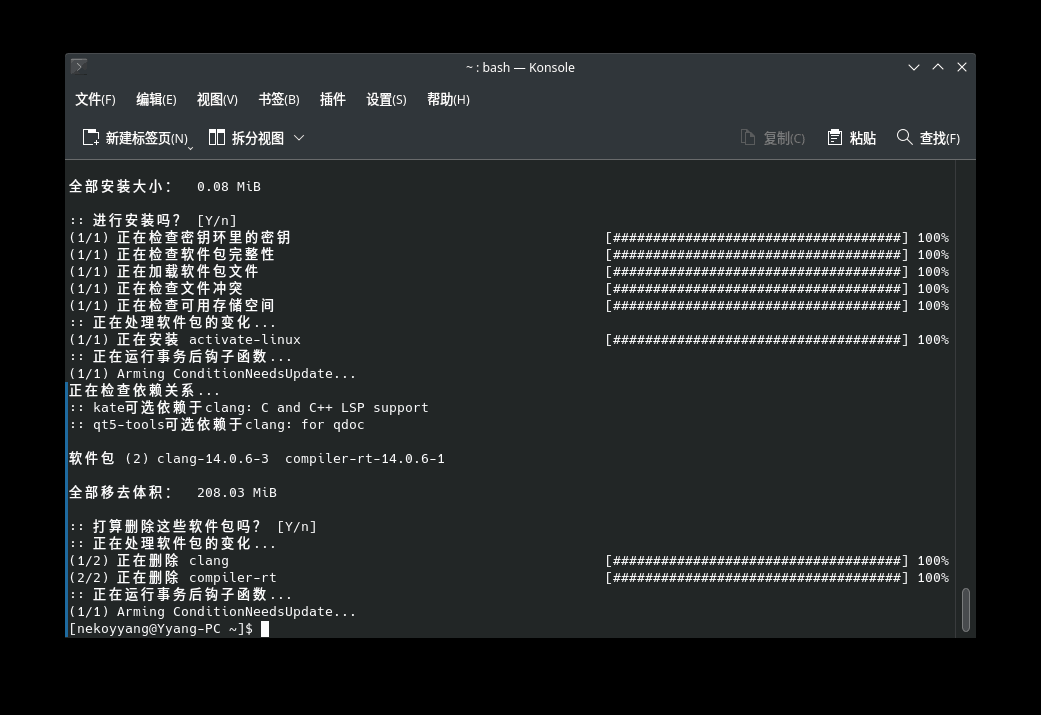 ~ : bash — Konsole
文件(F) 编辑(E) 视图(V) 书签(B) 插件 设置(S) 帮助(H)
新建标签页(N) 拆分视图 复制(C) 粘贴 查找(F)
全部安装大小： 0.08 MiB
:: 进行安装吗？ [Y/n]
(1/1) 正在检查密钥环里的密钥 [####################################] 100%
(1/1) 正在检查软件包完整性 [####################################] 100%
(1/1) 正在加载软件包文件 [####################################] 100%
(1/1) 正在检查文件冲突 [####################################] 100%
(1/1) 正在检查可用存储空间 [####################################] 100%
:: 正在处理软件包的变化...
(1/1) 正在安装 activate-linux [####################################] 100%
:: 正在运行事务后钩子函数...
(1/1) Arming ConditionNeedsUpdate...
正在检查依赖关系...
:: kate可选依赖于clang: C and C++ LSP support
:: qt5-tools可选依赖于clang: for qdoc
软件包 (2) clang-14.0.6-3 compiler-rt-14.0.6-1
全部移去体积： 208.03 MiB
:: 打算删除这些软件包吗？ [Y/n]
:: 正在处理软件包的变化...
(1/2) 正在删除 clang [####################################] 100%
(2/2) 正在删除 compiler-rt [####################################] 100%
:: 正在运行事务后钩子函数...
(1/1) Arming ConditionNeedsUpdate...
[nekoyyang@Yyang-PC ~]$